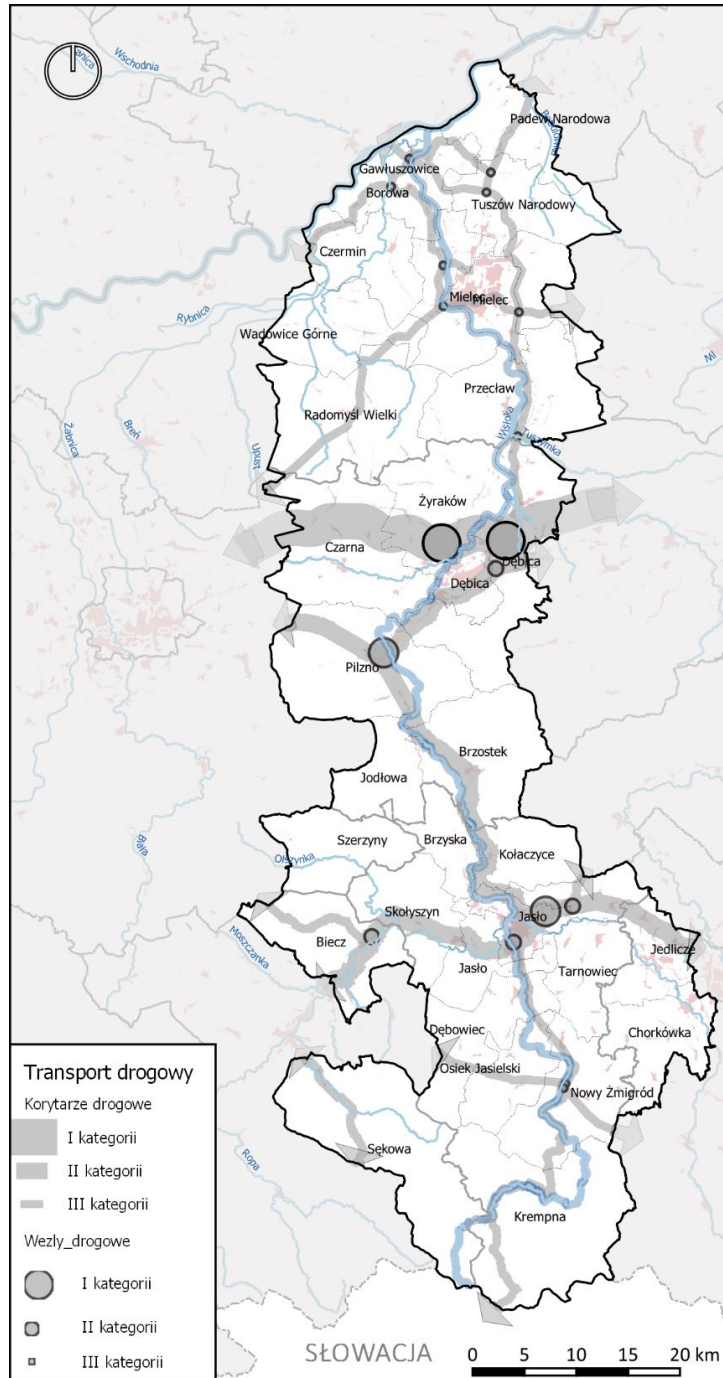 Wschodnia
Padew Narodowa
Gawłuszowice
Borowa
Tuszów Narodowy
Czermin
Rybnica
Mielec
Mielec
Wadowice Górne
Przecław
Radomyśl Wielki
Żabnica
Breń
Upust
Wisłoka
Tuszymka
Żyraków
Czarna
Dębica
Dębica
Pilzno
Brzostek
Jodłowa
Biała
Szerzyny
Brzyska
Kołaczyce
Olszynka
Skołyszyn
Jasło
Moszczanka
Biecz
Jedlicze
Jasło
Tarnowiec
Dębowiec
Chorkówka
Osiek Jasielski
Nowy Żmigród
Sękowa
Ropa
Krempna
SŁOWACJA
Transport drogowy
Korytarze drogowe
I kategorii
II kategorii
III kategorii
Wezly_drogowe
I kategorii
II kategorii
III kategorii
0 5 10 15 20 km